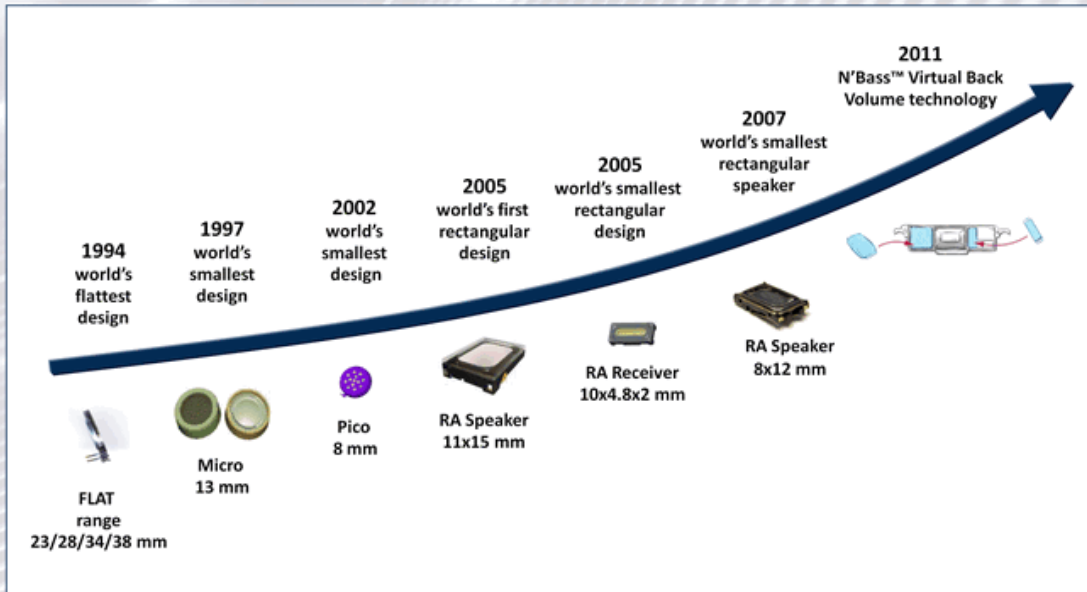 1994
world's
flattest
design
1997
world's
smallest
design
2002
world's
smallest
design
2005
world's first
rectangular
design
2005
world's smallest
rectangular
design
2007
world's smallest
rectangular
speaker
2011
N'Bass™ Virtual Back
Volume technology
FLAT
range
23/28/34/38 mm
Micro
13 mm
Pico
8 mm
RA Speaker
11x15 mm
RA Receiver
10x4.8x2 mm
RA Speaker
8x12 mm